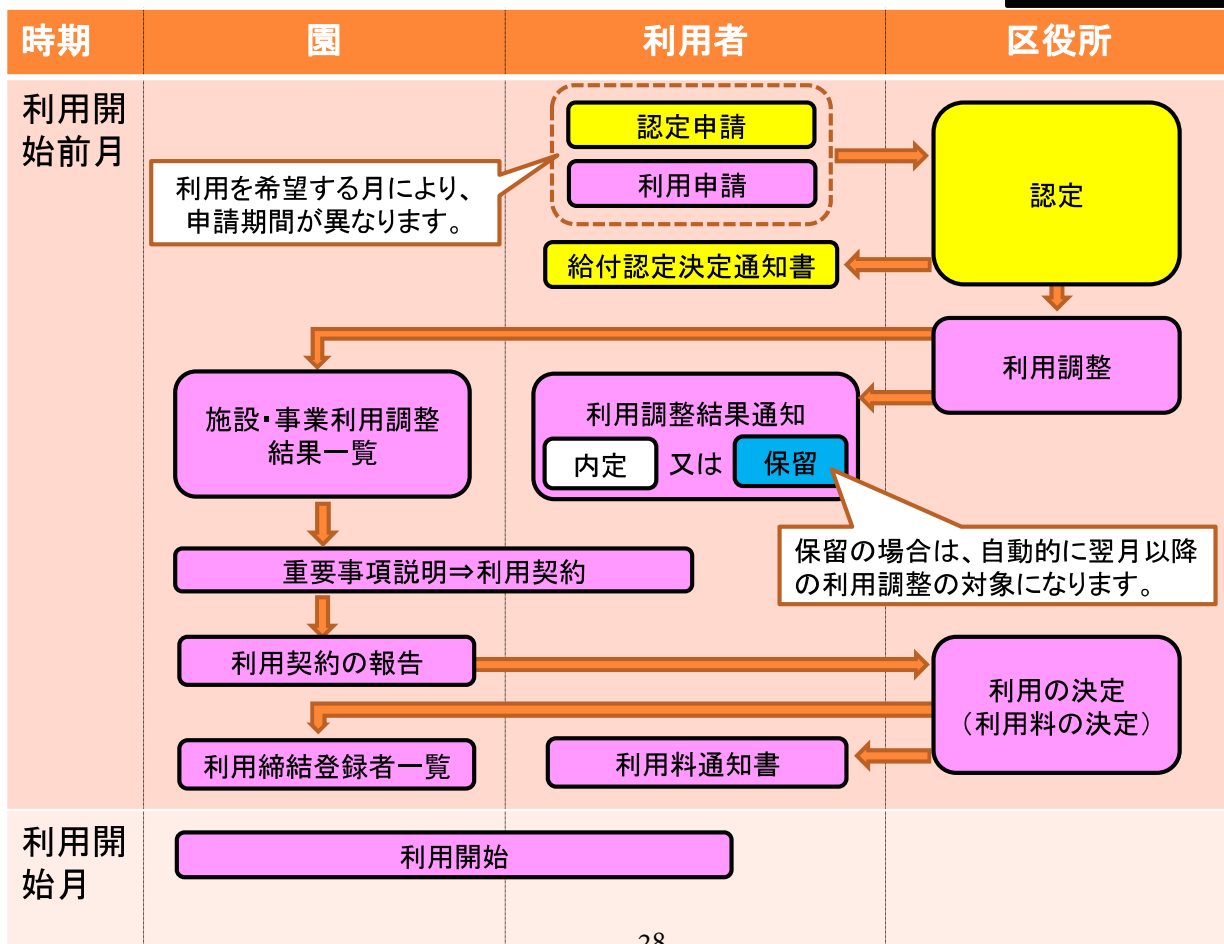 時期
園
利用者
区役所
利用開
始前月
認定申請
利用申請
利用を希望する月により、
申請期間が異なります。
認定
給付認定決定通知書
利用調整
施設・事業利用調整
結果一覧
利用調整結果通知
内定 又は 保留
保留の場合は、自動的に翌月以降
の利用調整の対象になります。
重要事項説明⇒利用契約
利用契約の報告
利用の決定
（利用料の決定）
利用締結登録者一覧
利用料通知書
利用開
始月
利用開始
28